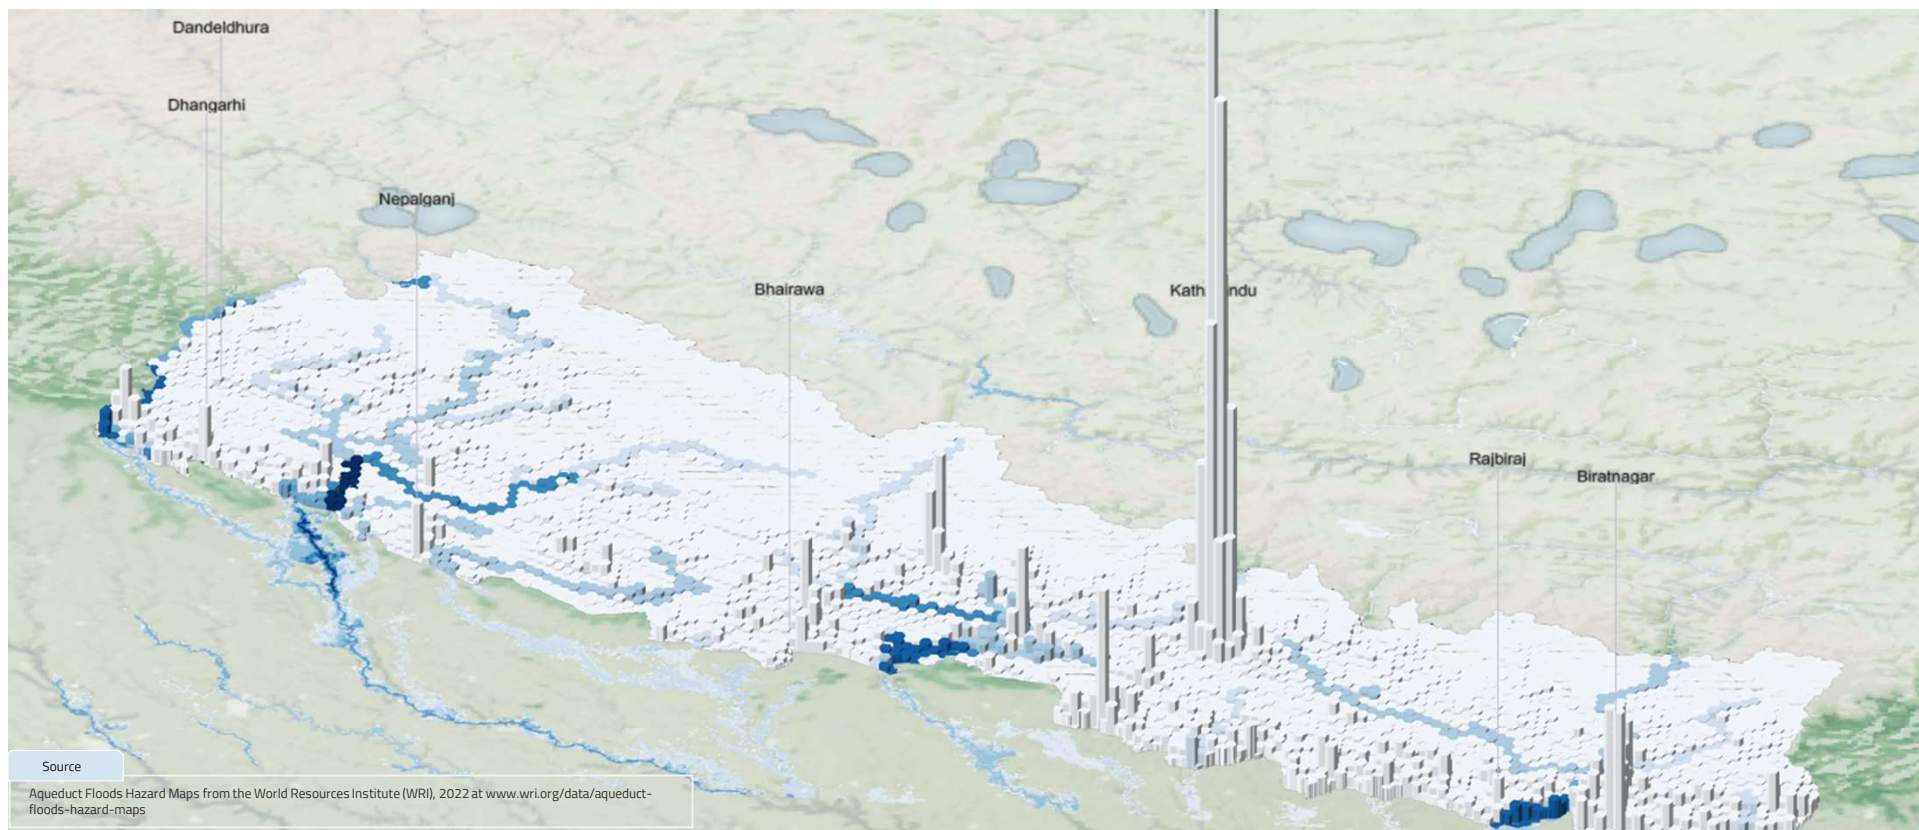 Dandeldhura
Dhangarhi
Nepalganj
Bhairawa
Kath ndu
Rajbiraj
Biratnagar
Source
Aqueduct Floods Hazard Maps from the World Resources Institute (WRI), 2022 at www.wri.org/data/aqueduct-
floods-hazard-maps